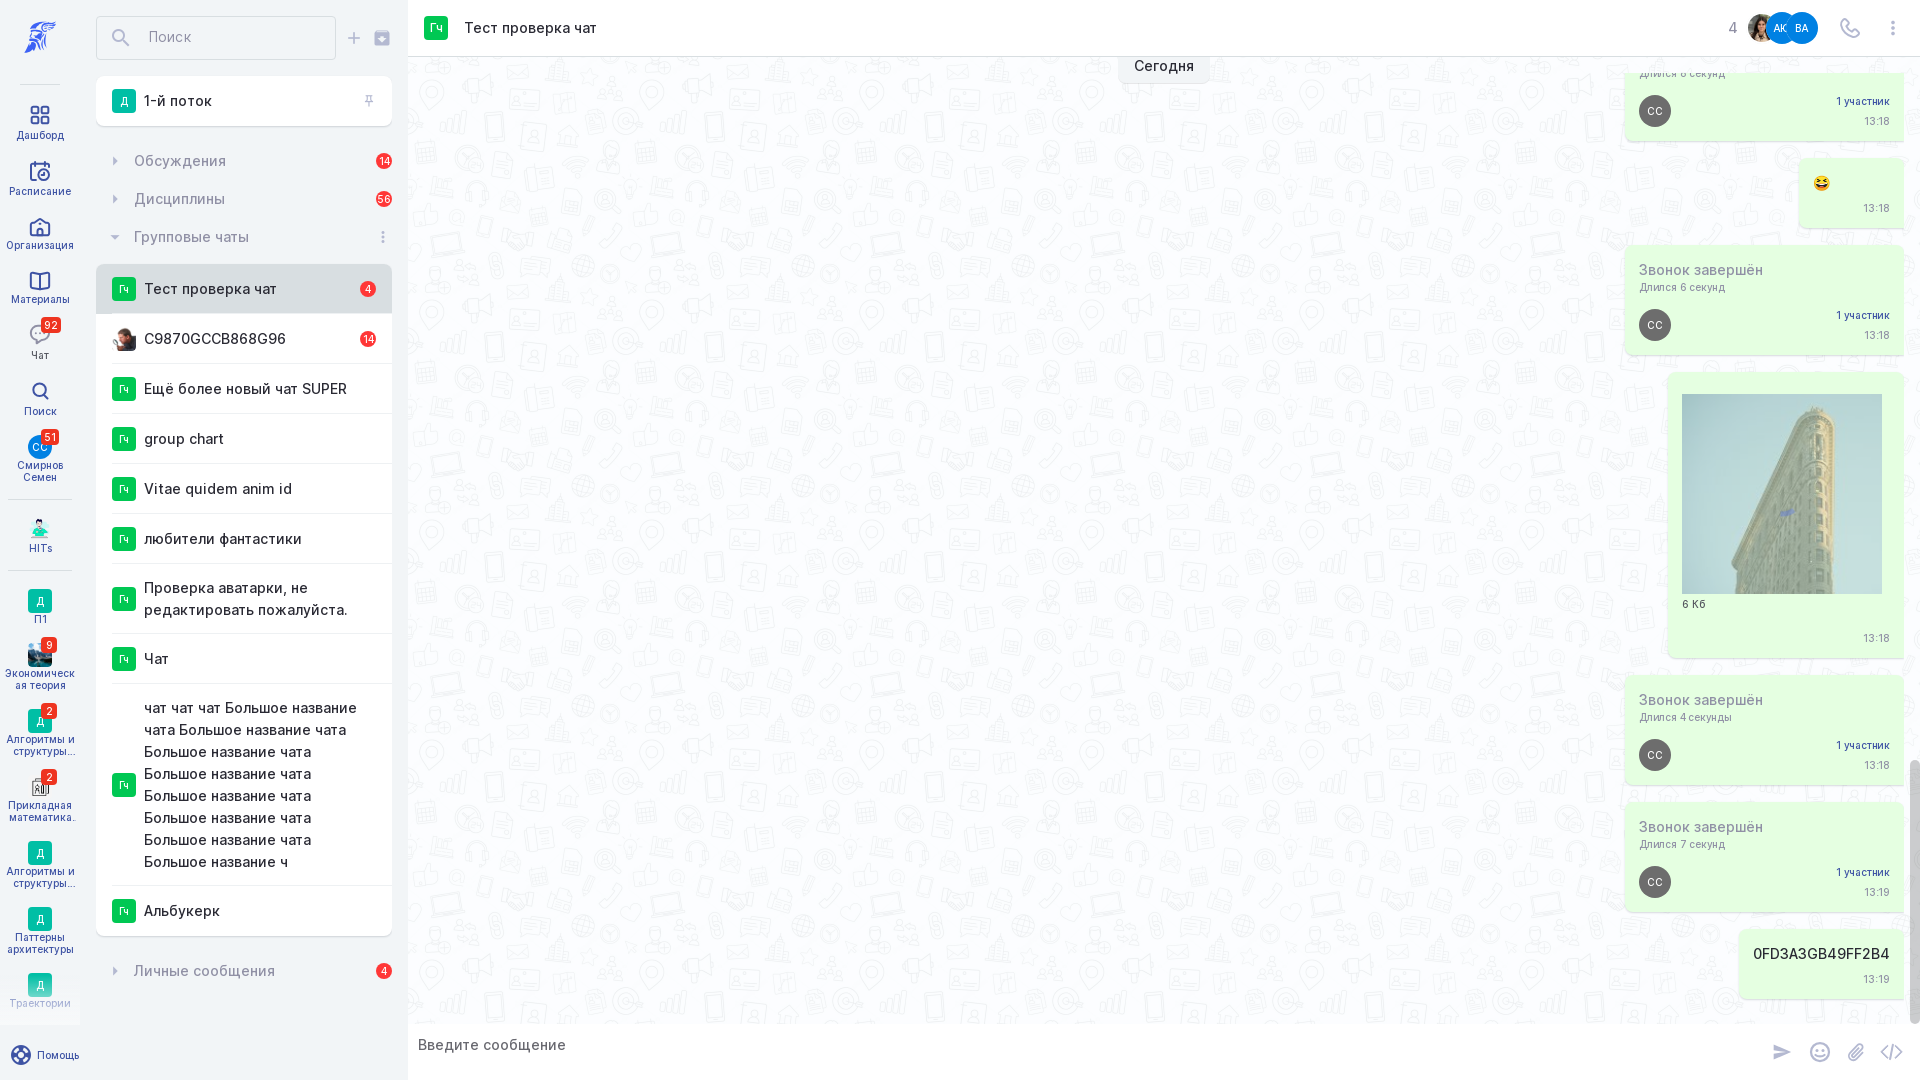 Дашборд
Расписание
Организация
Материалы
92
Чат
Поиск
51
СС
Смирнов
Семен
HITs
Д
П1
9
Экономическ
ая теория
2
Д
Алгоритмы и
структуры...
2
Прикладная
математика.
Д
Алгоритмы и
структуры...
Д
Паттерны
архитектуры
Д
Траектории
Помощь
Поиск
Д 1-й поток
Обсуждения 14
Дисциплины 56
Групповые чаты
Гч Тест проверка чат 4
C9870GCCB868G96 14
Гч Ещё более новый чат SUPER
Гч group chart
Гч Vitae quidem anim id
Гч любители фантастики
Гч Проверка аватарки, не
редактировать пожалуйста.
Гч Чат
чат чат чат Большое название
чата Большое название чата
Большое название чата
Большое название чата
Гч Большое название чата
Большое название чата
Большое название чата
Большое название ч
Гч Альбукерк
Личные сообщения 4
Гч Тест проверка чат
4 АК ВА
Сегодня
Длился 6 секунд
СС 1 участник
13:18
13:18
Звонок завершён
Длился 6 секунд
СС 1 участник
13:18
6 Кб
13:18
Звонок завершён
Длился 4 секунды
СС 1 участник
13:18
Звонок завершён
Длился 7 секунд
СС 1 участник
13:19
0FD3A3GB49FF2B4
13:19
Введите сообщение